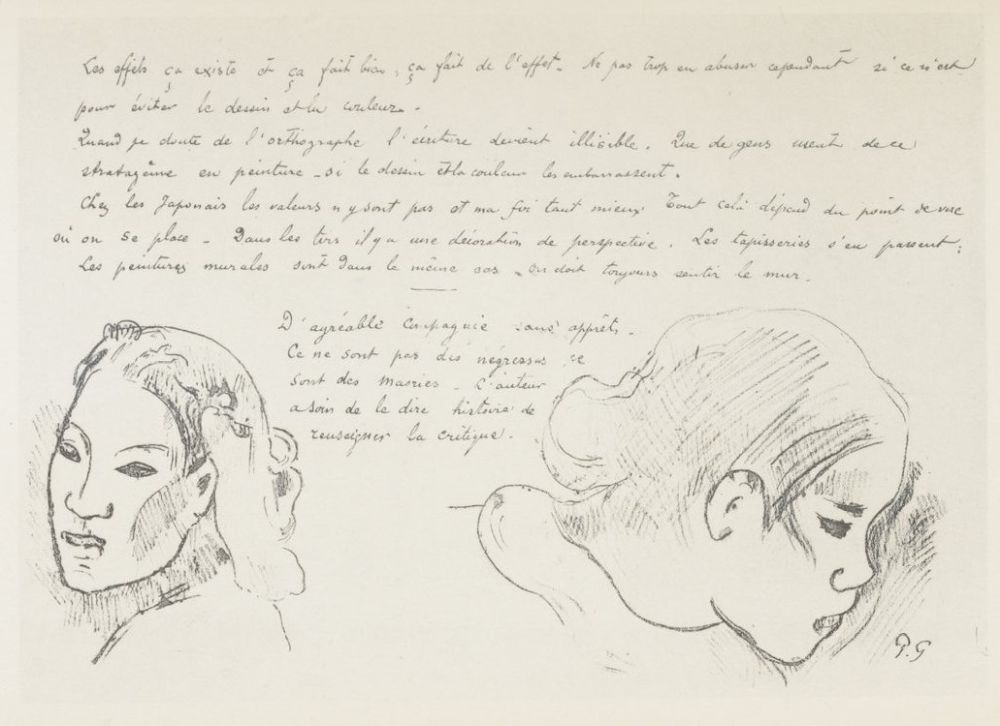 Les effets ça existe et ça fait bien, ça fait de l'effet. Ne pas trop en abuser cependant si ce n'est
pour éviter le dessin et la couleur.
Quand je doute de l'orthographe l'écriture devient illisible. Que de gens usent de ce
stratagème en peinture - si le dessin et la couleur les embarrassent.
Chez les Japonais les valeurs n'y sont pas et ma foi tant mieux Tout cela dépend du point de vue
où on se place - Dans les tirs il y a une décoration de perspective. Les tapisseries s'en passent;
Les peintures murales sont dans le même cas - on doit toujours sentir le mur.
D'agréable Compagnie sans apprêts -
Ce ne sont pas des négresses ce
sont des maories - L'auteur
a soin de le dire histoire de
renseigner la critique.
P.G